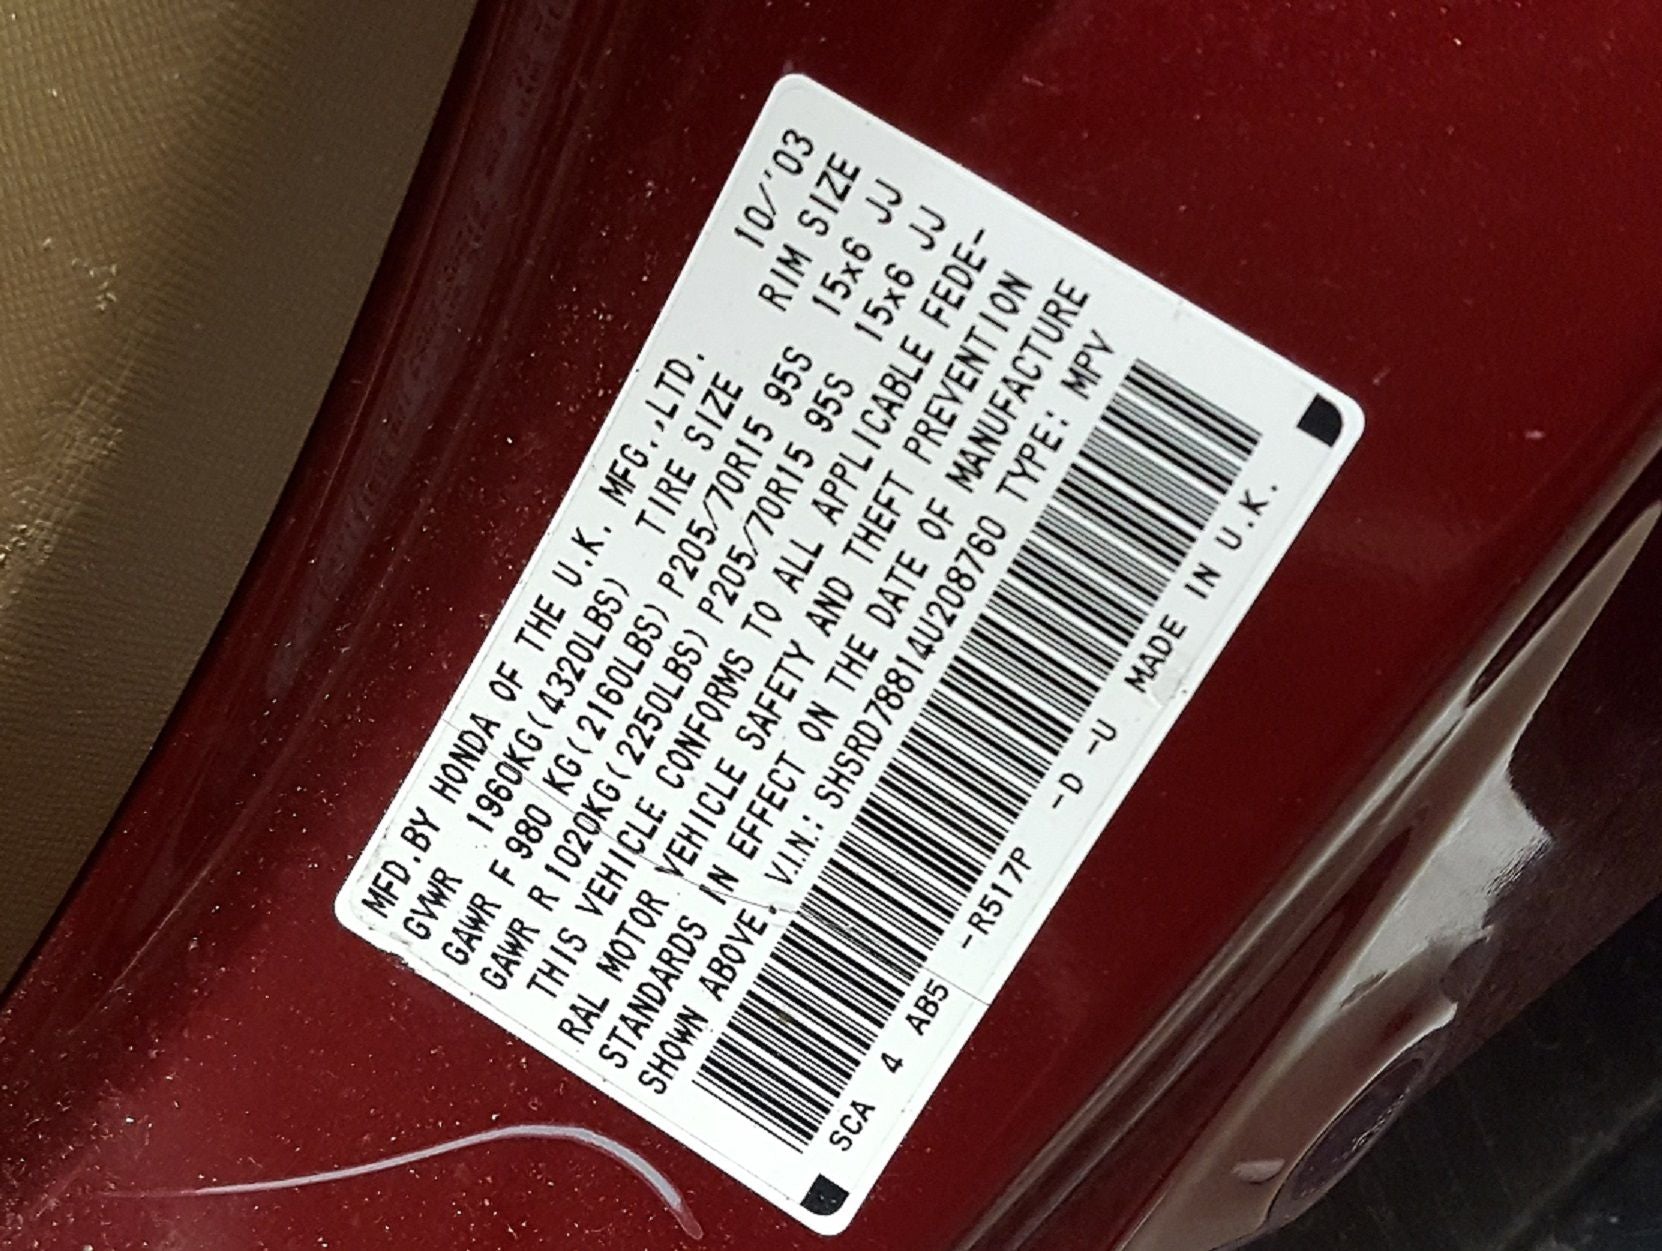 MFD.BY HONDA OF THE U.K. MFG.,LTD. 10/'03
GVWR 1960KG(4320LBS) TIRE SIZE RIM SIZE
GAWR F 980 KG(2160LBS) P205/70R15 95S 15x6 JJ
GAWR R 1020KG(2250LBS) P205/70R15 95S 15x6 JJ
THIS VEHICLE CONFORMS TO ALL APPLICABLE FEDE-
RAL MOTOR VEHICLE SAFETY AND THEFT PREVENTION
STANDARDS IN EFFECT ON THE DATE OF MANUFACTURE
SHOWN ABOVE. V.I.N.: SHSRD78814U208760 TYPE: MPV
SCA 4 AB5 -R517P -D -U MADE IN U.K.